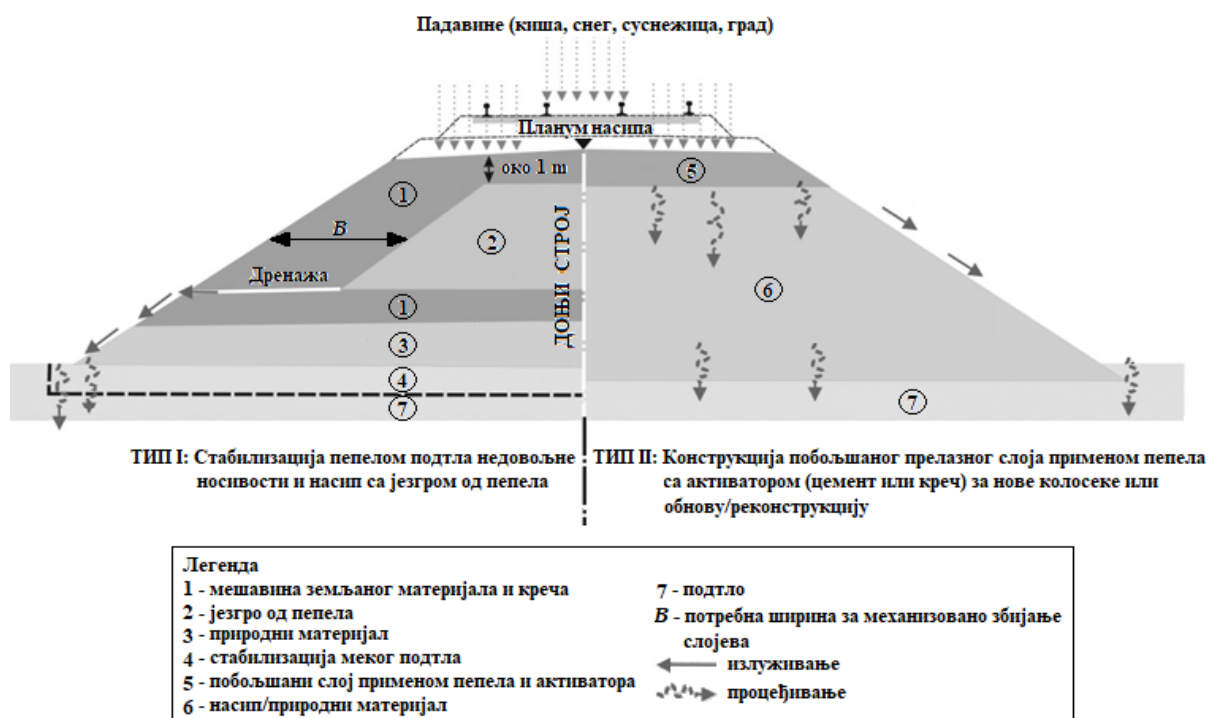 Падавине (киша, снег, суснежица, град)
Планум насипа
око 1 m
5
1
B
2
ДОЊИ СТРОЈ
Дренажа
6
1
3
4
7
7
ТИП I: Стабилизација пепелом подтла недовољне
носивости и насип са језгром од пепела
ТИП II: Конструкција побољшаног прелазног слоја применом пепела
са активатором (цемент или креч) за нове колосеке или
обнову/реконструкцију
Легенда
1 - мешавина земљаног материјала и креча
2 - језгро од пепела
3 - природни материјал
4 - стабилизација меког подтла
5 - побољшани слој применом пепела и активатора
6 - насип/природни материјал
7 - подтло
B - потребна ширина за механизовано збијање
слојева
излуживање
процеђивање